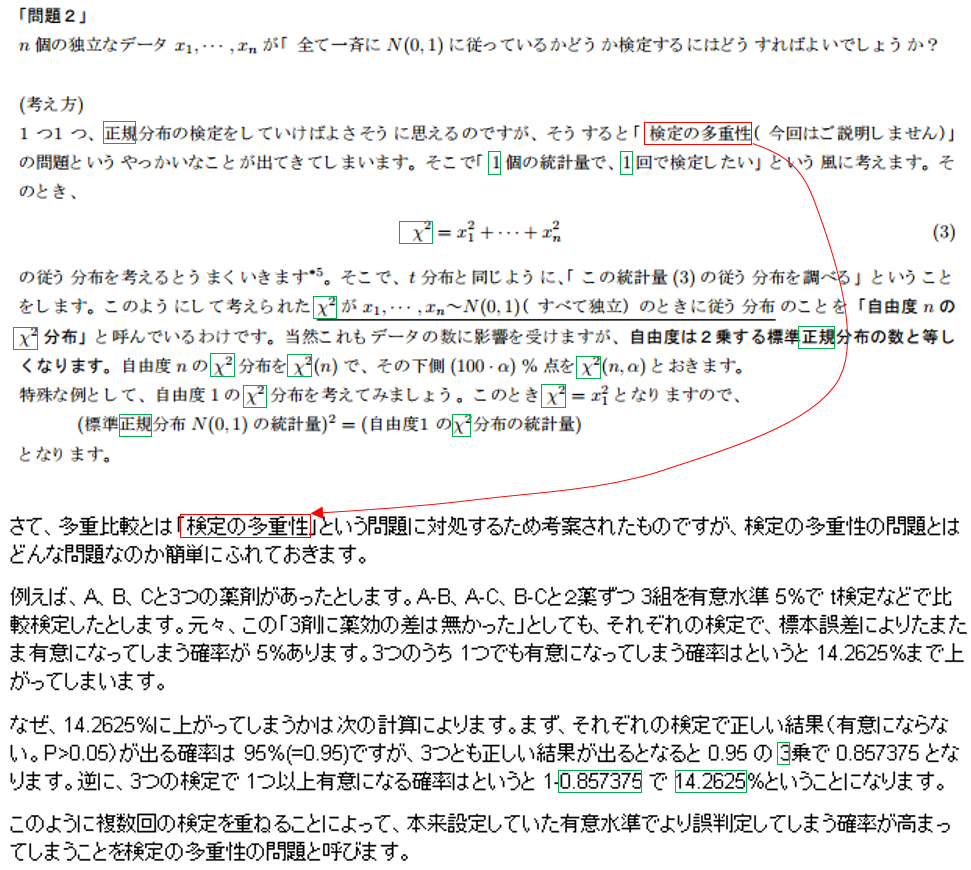 「問題２」
n 個の独立なデータ x₁, ⋯ , xₙ が「 全て一斉に N(0, 1) に従っているかどうか検定するにはどうすればよいでしょうか？
(考え方)
1 つ1 つ、正規分布の検定をしていけばよさそうに思えるのですが、そうすると「 検定の多重性( 今回はご説明しません)」
の問題というやっかいなことが出てきてしまいます。そこで「 1 個の統計量で、1 回で検定したい」という風に考えます。そ
のとき、
χ² = x₁² + ⋯ + xₙ² (3)
の従う分布を考えるとうまくいきます*5。そこで、t 分布と同じように、「 この統計量 (3) の従う分布を調べる」ということ
をします。このようにして考えられた χ² が x₁, ⋯ , xₙ～N(0, 1)( すべて独立) のときに従う分布 のことを「自由度 n の
χ² 分布」と呼んでいるわけです。当然これもデータの数に影響を受けますが、自由度は２乗する標準正規分布の数と等し
くなります。自由度 n の χ² 分布を χ²(n) で、その下側 (100・α) % 点を χ²(n, α) とおきます。
特殊な例として、自由度 1 の χ² 分布を考えてみましょう。このとき χ² = x₁² となりますので、
(標準正規分布 N(0, 1) の統計量)² = (自由度1 の χ² 分布の統計量)
となります。
さて、多重比較とは「検定の多重性」という問題に対処するため考案されたものですが、検定の多重性の問題とは
どんな問題なのか簡単にふれておきます。
例えば、A、B、Cと3つの薬剤があったとします。A-B、A-C、B-Cと２薬ずつ 3組を有意水準 5%で t検定などで比
較検定したとします。元々、この「3剤に薬効の差は無かった」としても、それぞれの検定で、標本誤差によりたまた
ま有意になってしまう確率が 5%あります。3つのうち 1つでも有意になってしまう確率はというと 14.2625%まで上
がってしまいます。
なぜ、14.2625%に上がってしまうかは次の計算によります。まず、それぞれの検定で正しい結果（有意にならな
い。P>0.05）が出る確率は 95%(=0.95)ですが、3つとも正しい結果が出るとなると 0.95 の 3乗で 0.857375 とな
ります。逆に、3つの検定で 1つ以上有意になる確率はというと 1-0.857375 で 14.2625%ということになります。
このように複数回の検定を重ねることによって、本来設定していた有意水準でより誤判定してしまう確率が高まっ
てしまうことを検定の多重性の問題と呼びます。